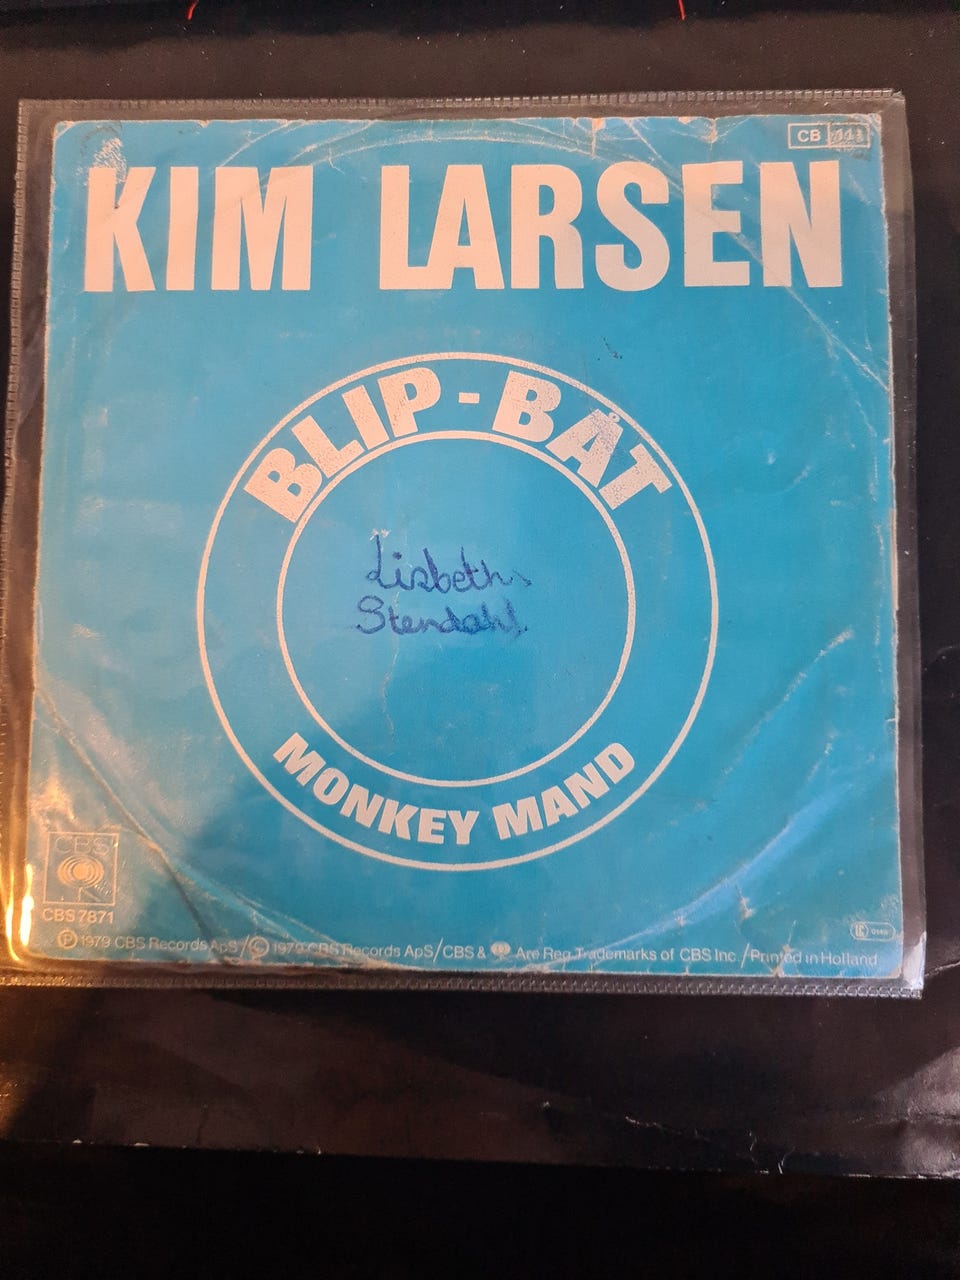 CB 111
KIM LARSEN
BLIP-BÅT
Lisbeth
Stendahl
MONKEY MAND
CBS
CBS 7871
Ⓟ 1979 CBS Records ApS/© 1979 CBS Records ApS/CBS & Are Reg. Trademarks of CBS Inc./Printed in Holland